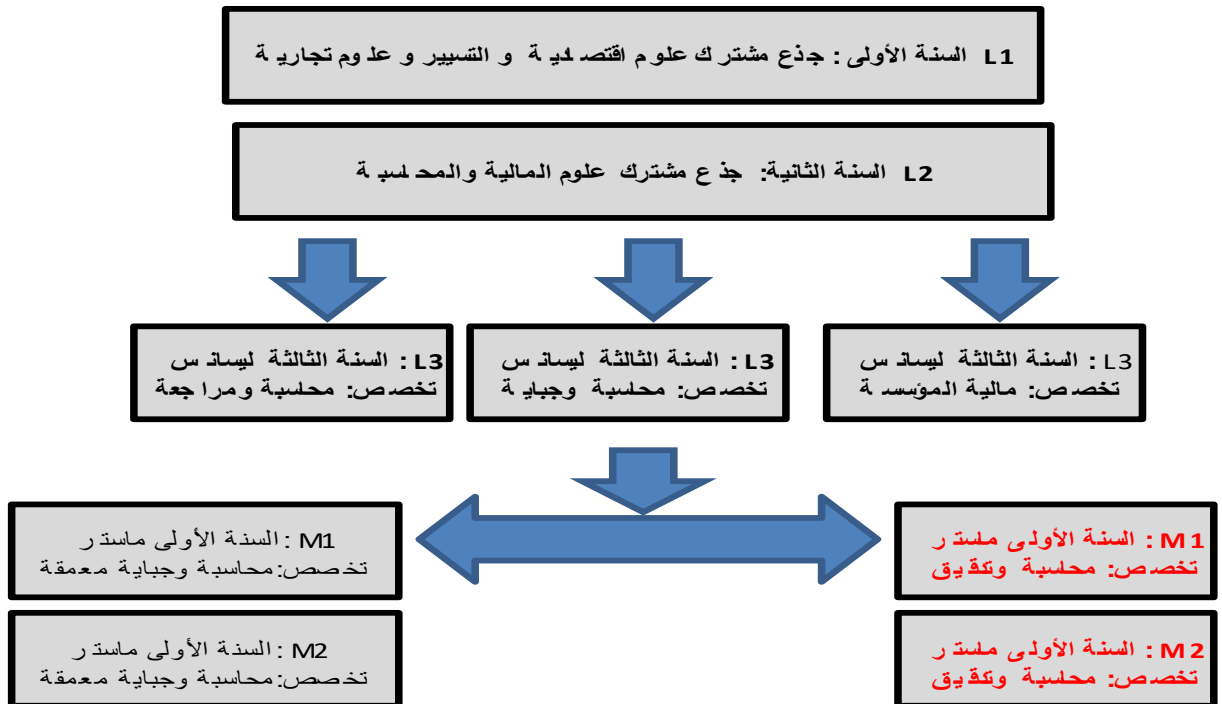 L1 السنة الأولى : جذع مشترك علوم اقتصادية و التسيير و علوم تجارية
L2 السنة الثانية: جذع مشترك علوم المالية والمحاسبة
L3 : السنة الثالثة ليسانس
تخصص: مالية المؤسسة
L3 : السنة الثالثة ليسانس
تخصص: محاسبة وجباية
L3 : السنة الثالثة ليسانس
تخصص: محاسبة ومراجعة
M1 : السنة الأولى ماستر
تخصص: محاسبة وتدقيق
M1 : السنة الأولى ماستر
تخصص:محاسبة وجباية معمقة
M2 : السنة الأولى ماستر
تخصص: محاسبة وتدقيق
M2 : السنة الأولى ماستر
تخصص:محاسبة وجباية معمقة